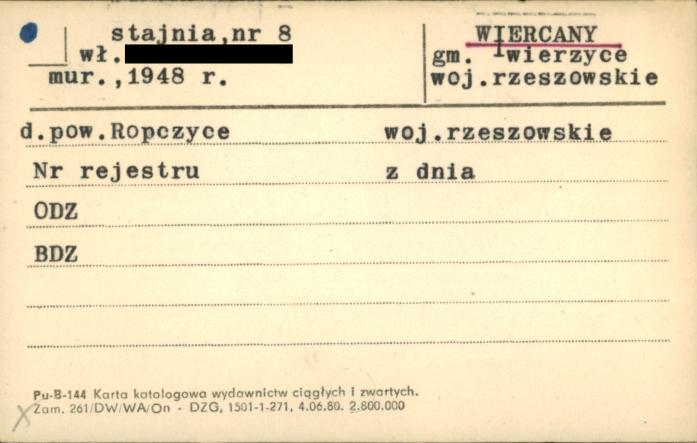 stajnia,nr 8
wł.
mur.,1948 r.
WIERCANY
gm. Iwierzyce
woj.rzeszowskie
d.pow.Ropczyce woj.rzeszowskie
Nr rejestru z dnia
ODZ
BDZ
Pu-B-144 Karta katologowa wydawnictw ciągłych i zwartych.
Zam. 261/DW/WA/On - DZG, 1501-1-271, 4.06.80. 2.800.000